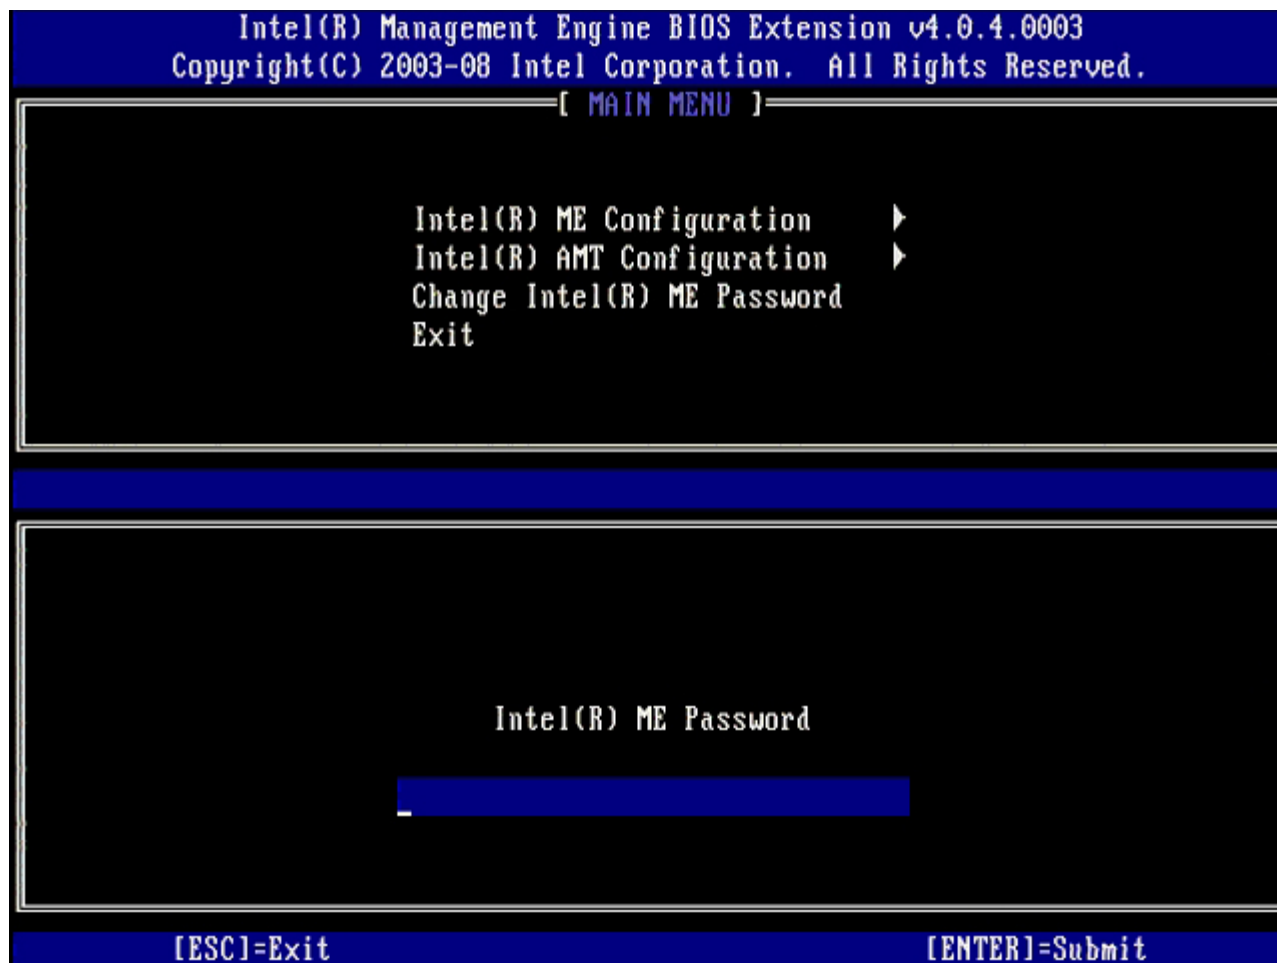 Intel(R) Management Engine BIOS Extension v4.0.4.0003
Copyright(C) 2003-08 Intel Corporation. All Rights Reserved.
[ MAIN MENU ]
Intel(R) ME Configuration
Intel(R) AMT Configuration
Change Intel(R) ME Password
Exit
Intel(R) ME Password
[ESC]=Exit [ENTER]=Submit